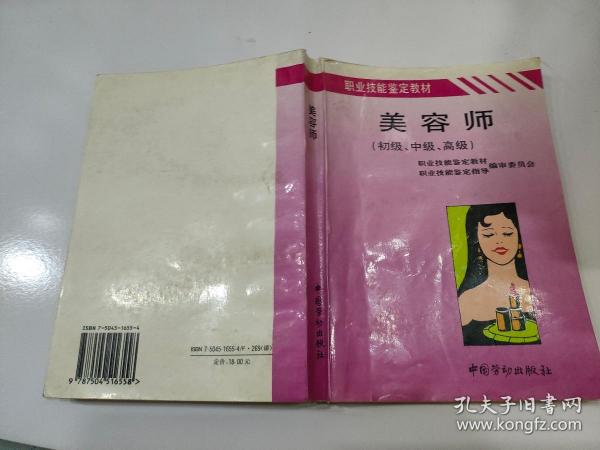 职业技能鉴定教材
美容师
(初级、中级、高级)
职业技能鉴定教材
职业技能鉴定指导
编审委员会
中国劳动出版社
美容师
中国劳动出版社
ISBN 7-5045-1655-4
9 787504 516558 >
ISBN 7-5045-1655-4/F·269(课)
定价:18.00元
孔夫子旧书网
www.kongfz.com